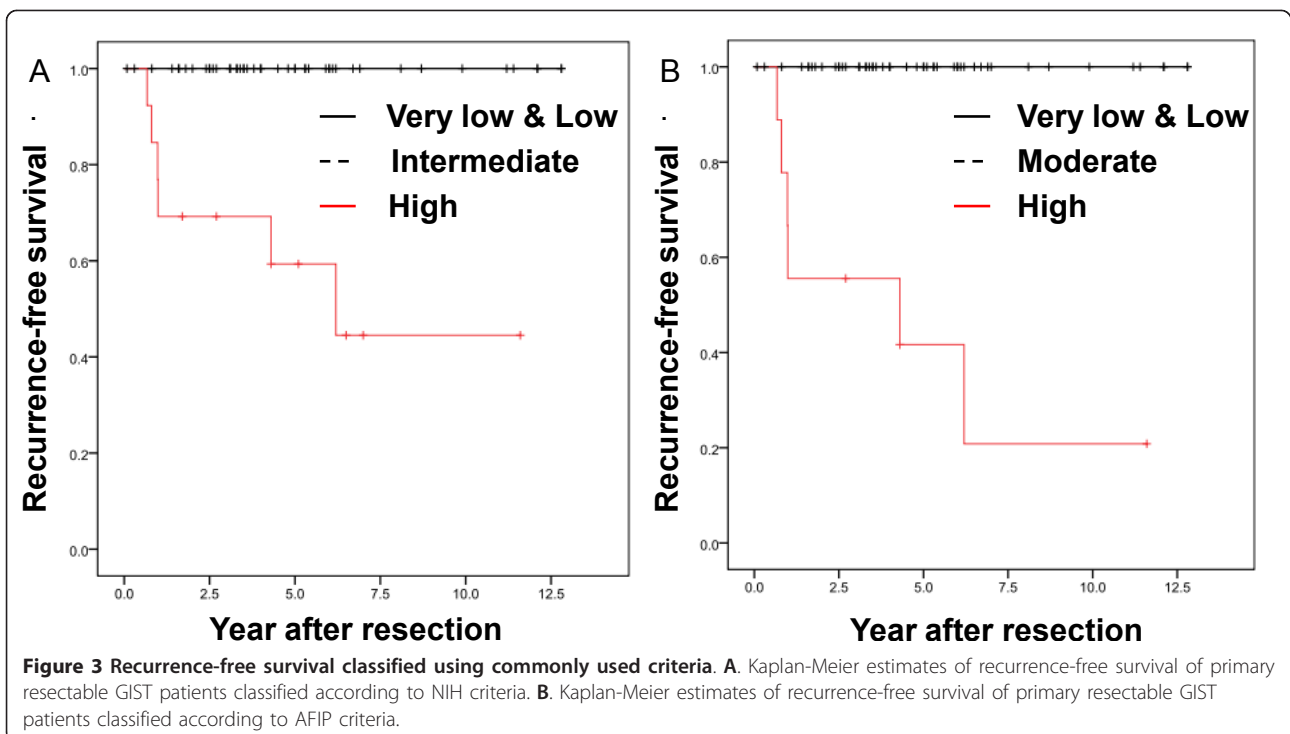 A
1.0
0.8
0.6
0.4
0.2
0.0
Recurrence-free survival .
Very low & Low
Intermediate
High
0.0 2.5 5.0 7.5 10.0 12.5
Year after resection
B
1.0
0.8
0.6
0.4
0.2
0.0
Recurrence-free survival .
Very low & Low
Moderate
High
0.0 2.5 5.0 7.5 10.0 12.5
Year after resection
Figure 3 Recurrence-free survival classified using commonly used criteria. A. Kaplan-Meier estimates of recurrence-free survival of primary
resectable GIST patients classified according to NIH criteria. B. Kaplan-Meier estimates of recurrence-free survival of primary resectable GIST
patients classified according to AFIP criteria.